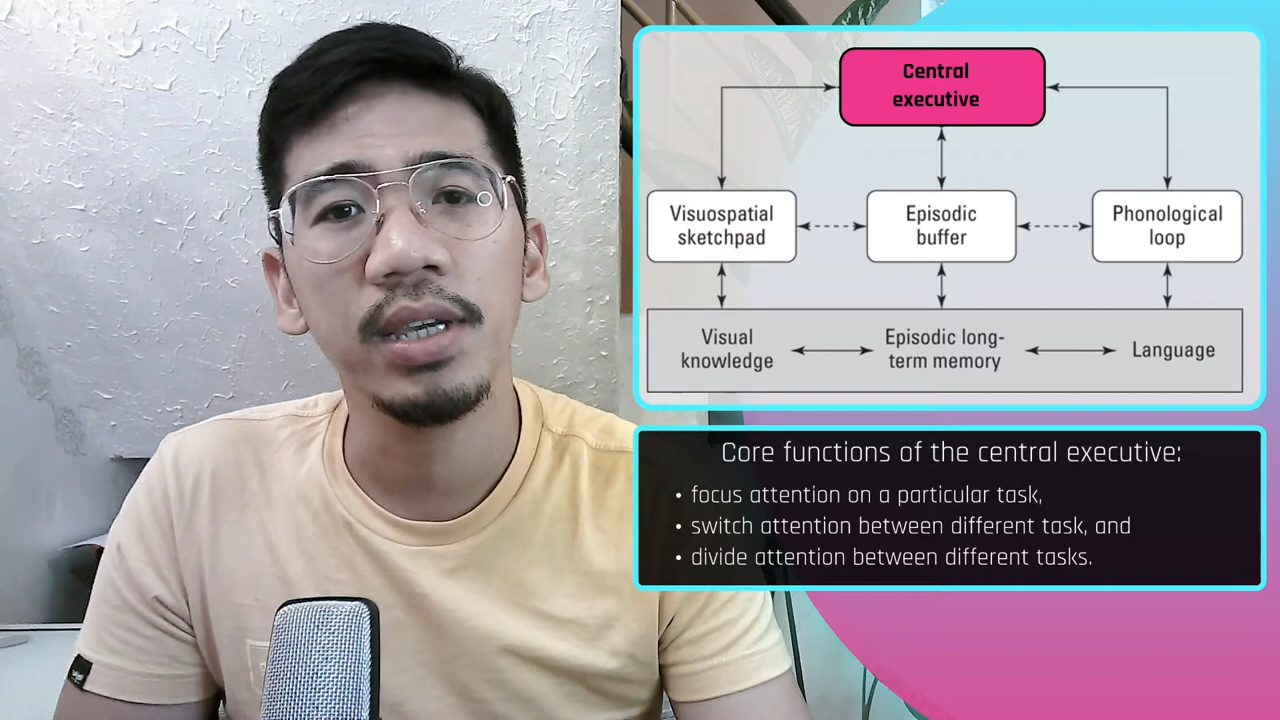 Central
executive
Visuospatial
sketchpad
Episodic
buffer
Phonological
loop
Visual
knowledge
Episodic long-
term memory
Language
Core functions of the central executive:
• focus attention on a particular task,
• switch attention between different task, and
• divide attention between different tasks.